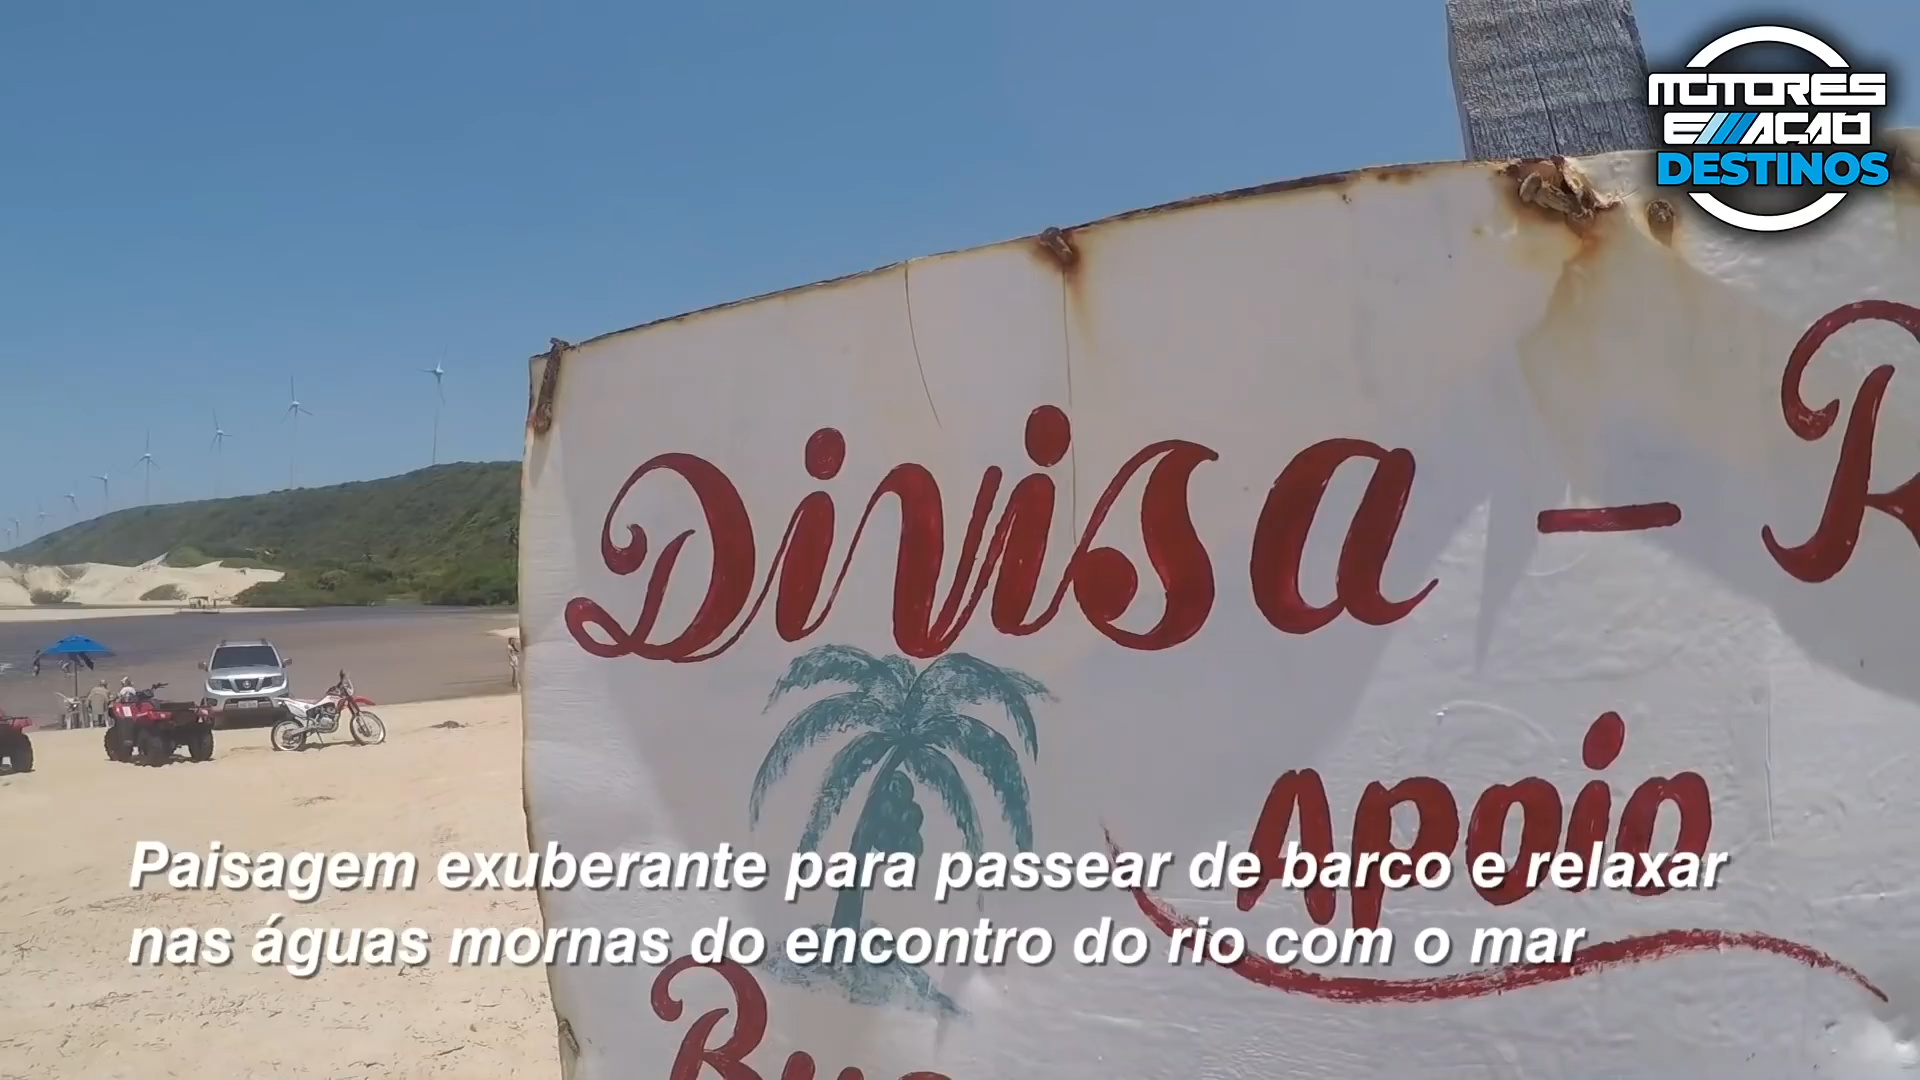 MOTORES
EM AÇÃO
DESTINOS
Divisa - R
Apoio
Paisagem exuberante para passear de barco e relaxar
nas águas mornas do encontro do rio com o mar